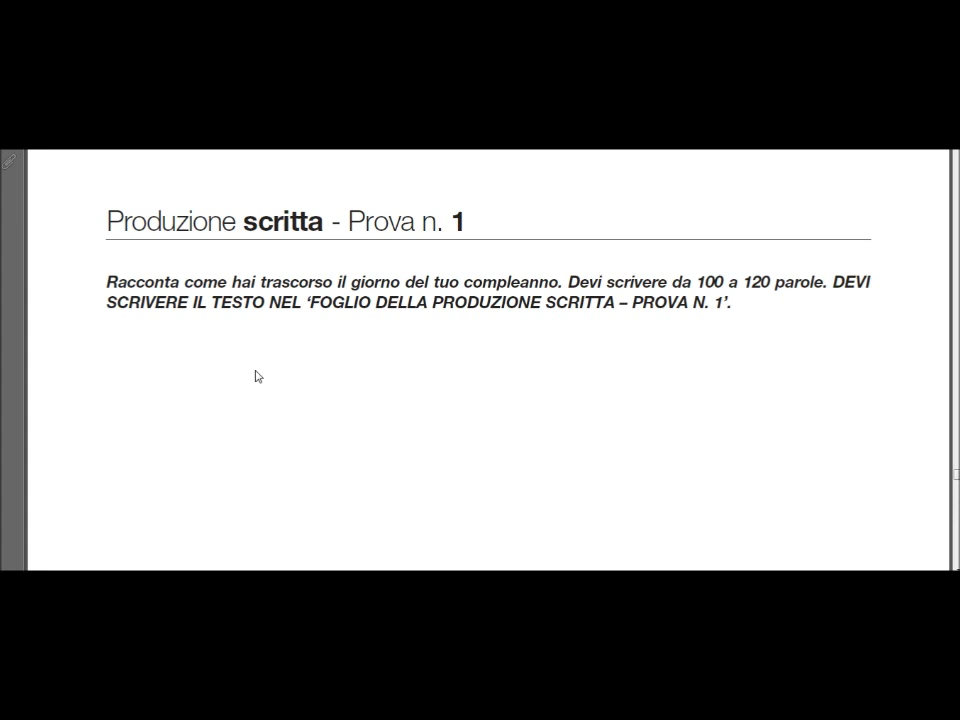 Produzione scritta - Prova n. 1
Racconta come hai trascorso il giorno del tuo compleanno. Devi scrivere da 100 a 120 parole. DEVI
SCRIVERE IL TESTO NEL ‘FOGLIO DELLA PRODUZIONE SCRITTA – PROVA N. 1’.